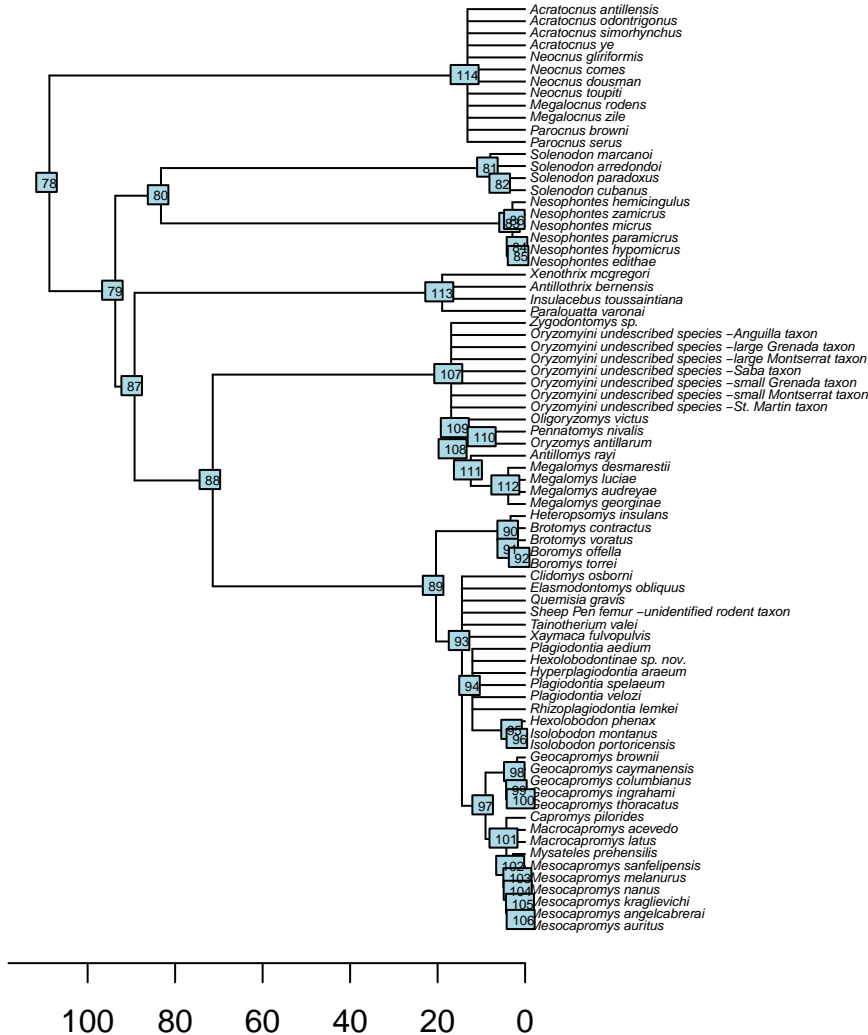 Acratocnus antillensis
Acratocnus odontrigonus
Acratocnus simorhynchus
Acratocnus ye
Neocnus gliriformis
Neocnus comes
Neocnus dousman
Neocnus toupiti
Megalocnus rodens
Megalocnus zile
Parocnus browni
Parocnus serus
Solenodon marcanoi
Solenodon arredondoi
Solenodon paradoxus
Solenodon cubanus
Nesophontes hemicingulus
Nesophontes zamicrus
Nesophontes micrus
Nesophontes paramicrus
Nesophontes hypomicrus
Nesophontes edithae
Xenothrix mcgregori
Antillothrix bernensis
Insulacebus toussaintiana
Paralouatta varonai
Zygodontomys sp.
Oryzomyini undescribed species −Anguilla taxon
Oryzomyini undescribed species −large Grenada taxon
Oryzomyini undescribed species −large Montserrat taxon
Oryzomyini undescribed species −Saba taxon
Oryzomyini undescribed species −small Grenada taxon
Oryzomyini undescribed species −small Montserrat taxon
Oryzomyini undescribed species −St. Martin taxon
Oligoryzomys victus
Pennatomys nivalis
Oryzomys antillarum
Antillomys rayi
Megalomys desmarestii
Megalomys luciae
Megalomys audreyae
Megalomys georginae
Heteropsomys insulans
Brotomys contractus
Brotomys voratus
Boromys offella
Boromys torrei
Clidomys osborni
Elasmodontomys obliquus
Quemisia gravis
Sheep Pen femur −unidentified rodent taxon
Tainotherium valei
Xaymaca fulvopulvis
Plagiodontia aedium
Hexolobodontinae sp. nov.
Hyperplagiodontia araeum
Plagiodontia spelaeum
Plagiodontia velozi
Rhizoplagiodontia lemkei
Hexolobodon phenax
Isolobodon montanus
Isolobodon portoricensis
Geocapromys brownii
Geocapromys caymanensis
Geocapromys columbianus
Geocapromys ingrahami
Geocapromys thoracatus
Capromys pilorides
Macrocapromys acevedo
Macrocapromys latus
Mysateles prehensilis
Mesocapromys sanfelipensis
Mesocapromys melanurus
Mesocapromys nanus
Mesocapromys kraglievichi
Mesocapromys angelcabrerai
Mesocapromys auritus
114
81
78
80
82
86
83
84
85
79
113
87
107
109
110
108
111
88
112
90
91
92
89
93
94
95
96
98
99
100
97
101
102
103
104
105
106
100 80 60 40 20 0